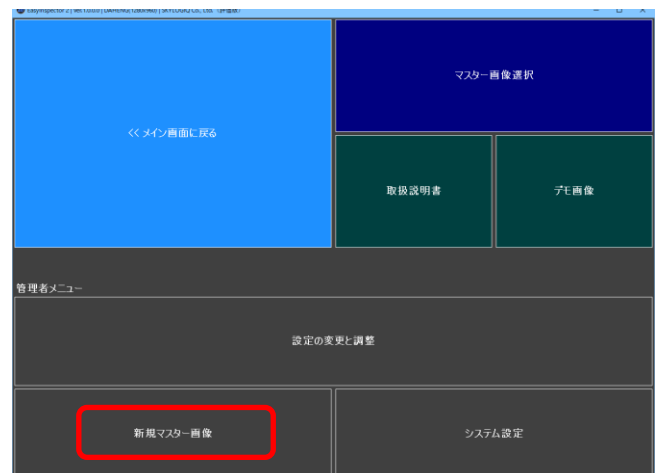 マスター画像選択
<< メイン画面に戻る
取扱説明書
デモ画像
管理者メニュー
設定の変更と調整
新規マスター画像
システム設定